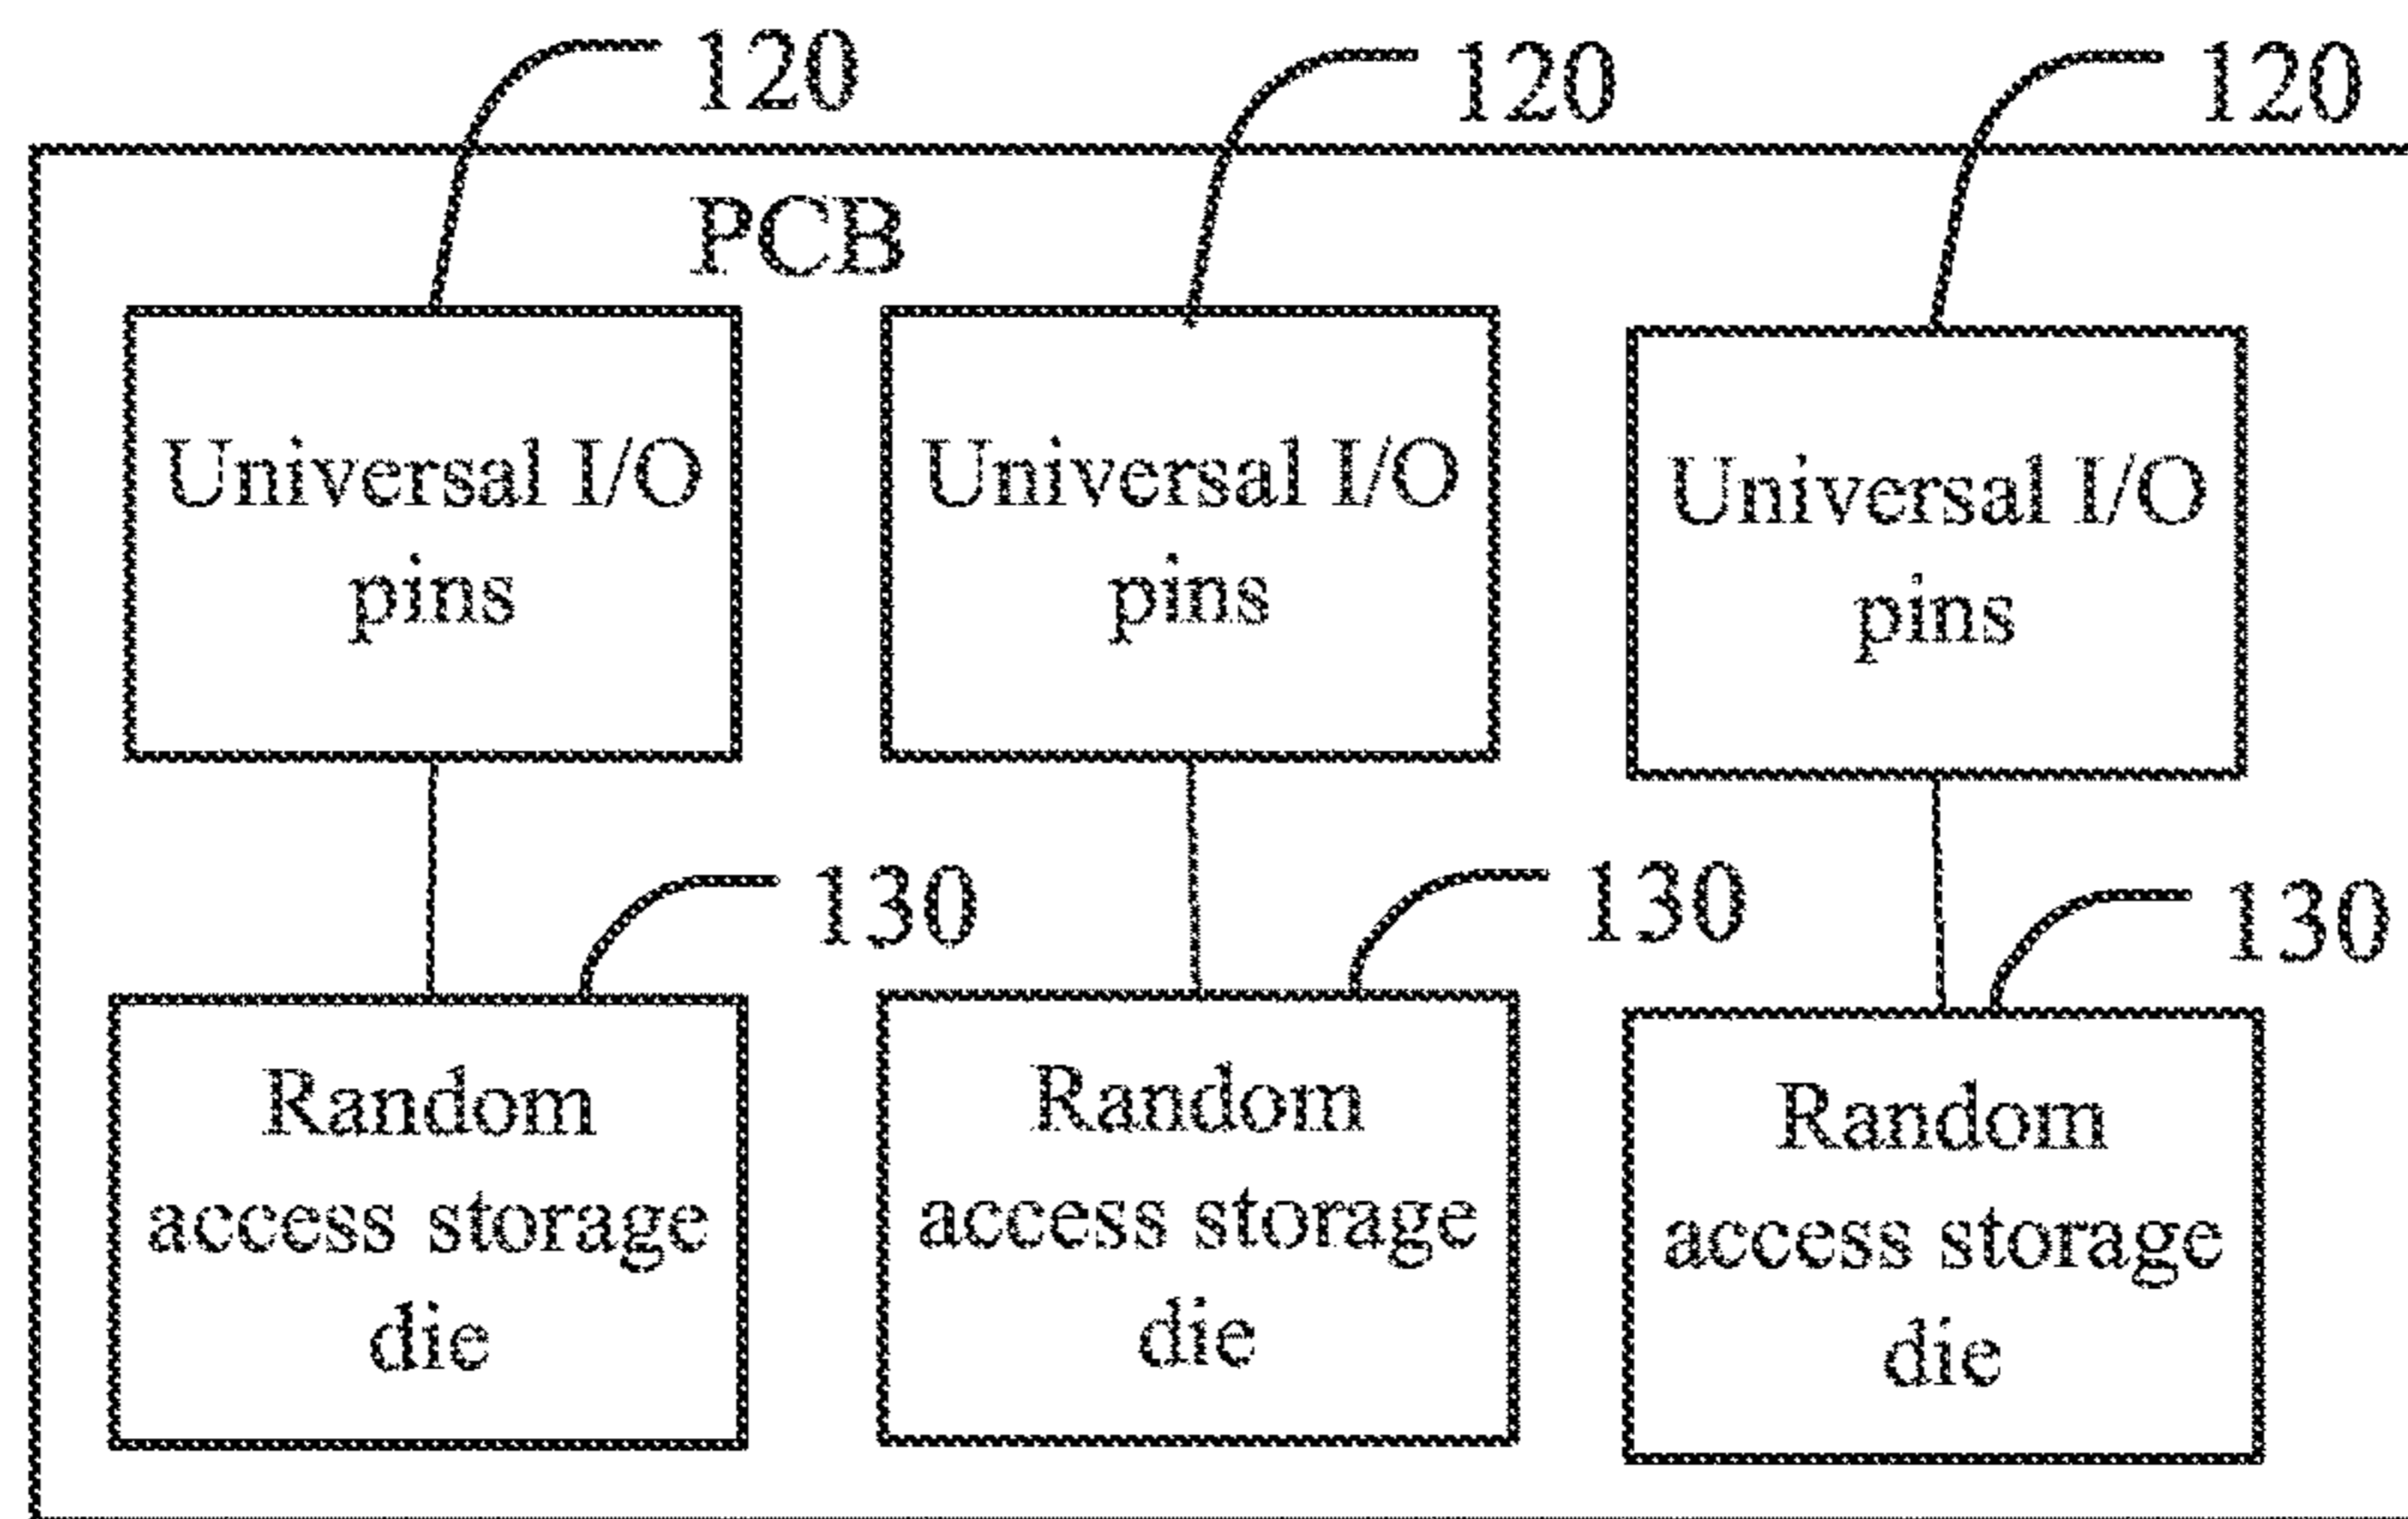 120
120
120
PCB
Universal I/O
pins
Universal I/O
pins
Universal I/O
pins
130
130
130
Random
access storage
die
Random
access storage
die
Random
access storage
die